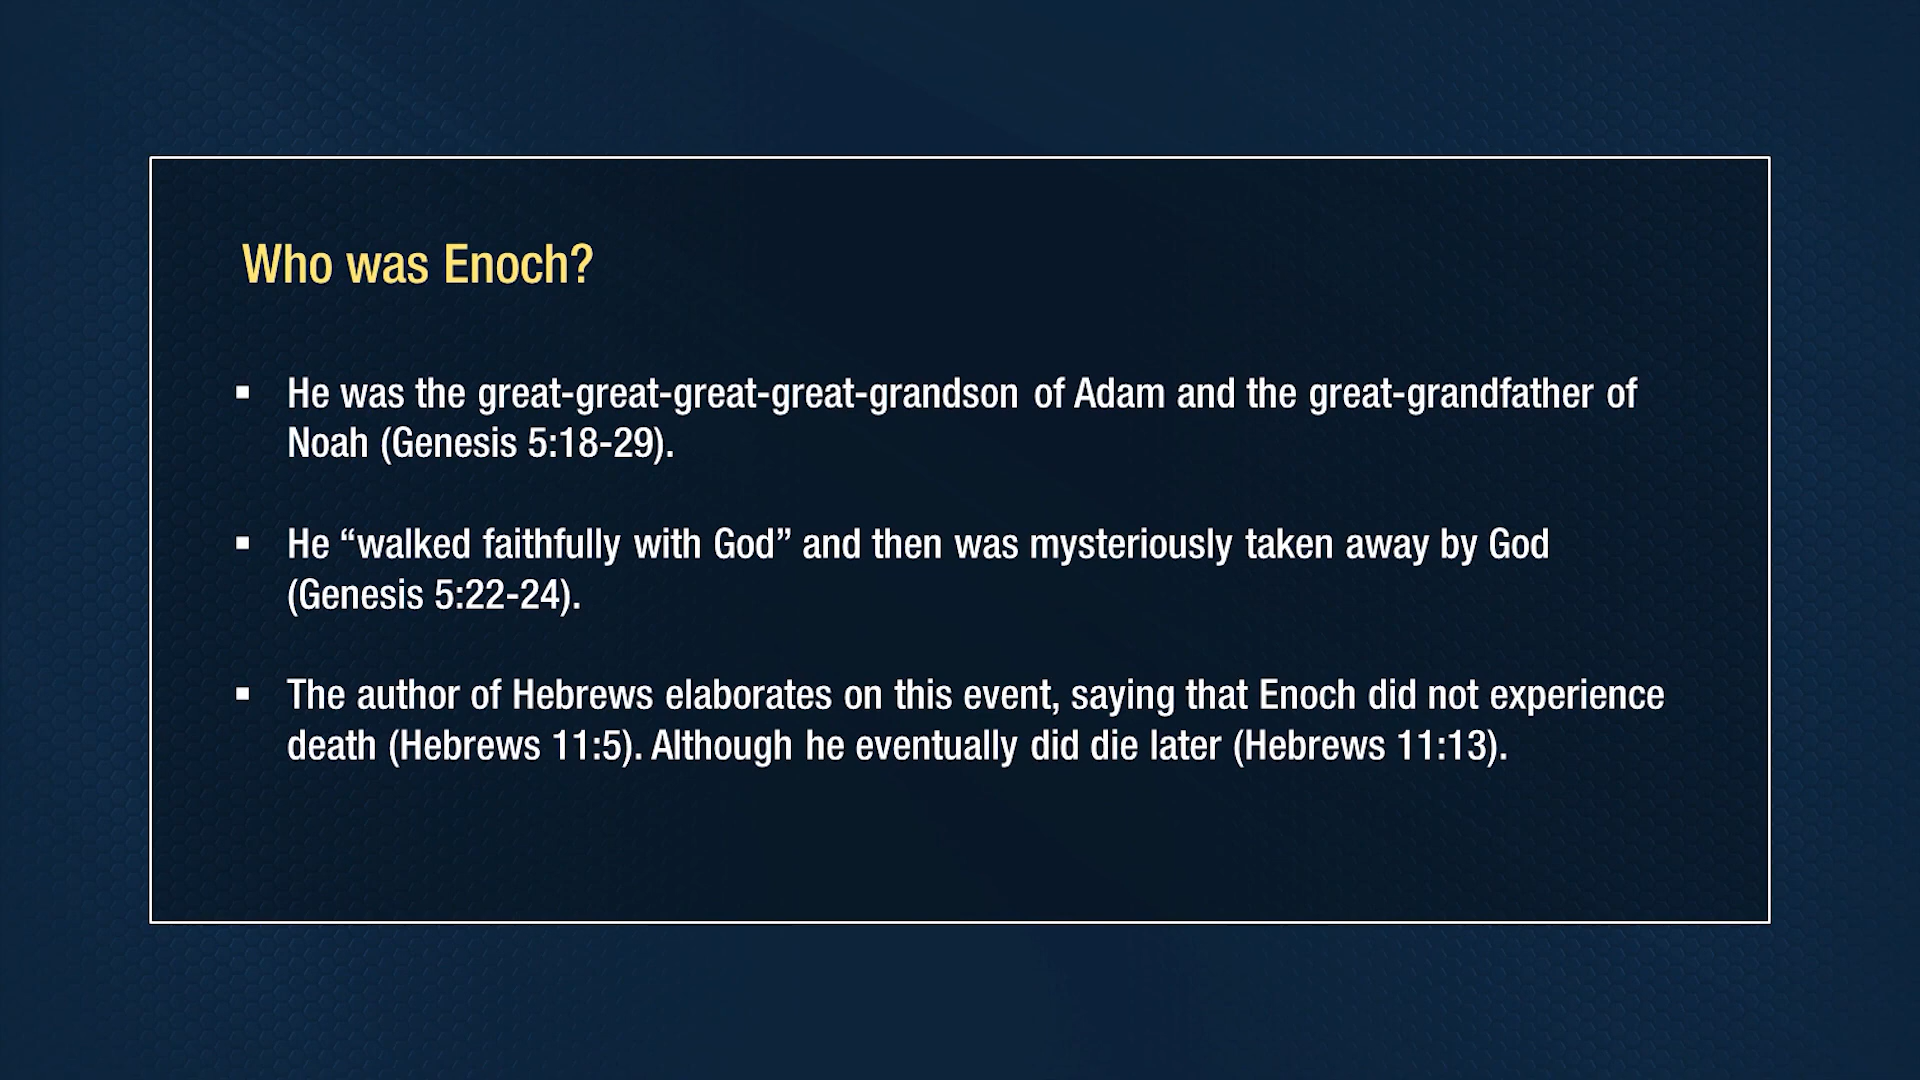 Who was Enoch?
▪ He was the great-great-great-great-grandson of Adam and the great-grandfather of
Noah (Genesis 5:18-29).
▪ He “walked faithfully with God” and then was mysteriously taken away by God
(Genesis 5:22-24).
▪ The author of Hebrews elaborates on this event, saying that Enoch did not experience
death (Hebrews 11:5). Although he eventually did die later (Hebrews 11:13).